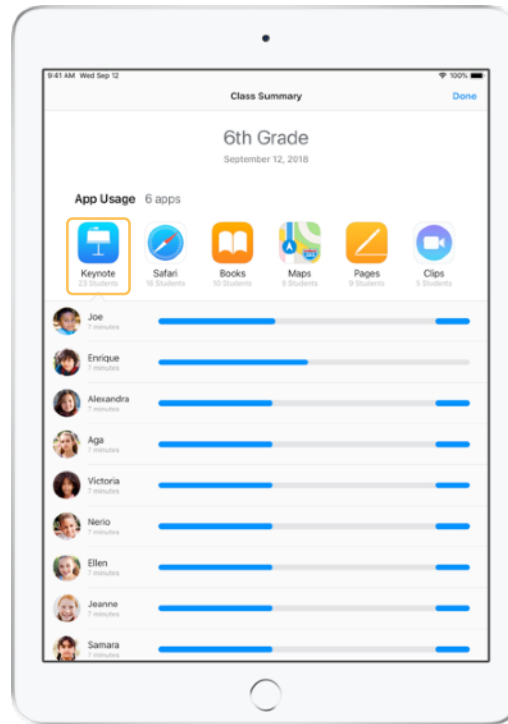 9:41 AM Wed Sep 12
100%
Class Summary
Done
6th Grade
September 12, 2018
App Usage 6 apps
Keynote
23 Students
Safari
16 Students
Books
10 Students
Maps
9 Students
Pages
9 Students
Clips
5 Students
Joe
7 minutes
Enrique
7 minutes
Alexandra
7 minutes
Aga
7 minutes
Victoria
7 minutes
Nerio
7 minutes
Ellen
7 minutes
Jeanne
7 minutes
Samara
7 minutes